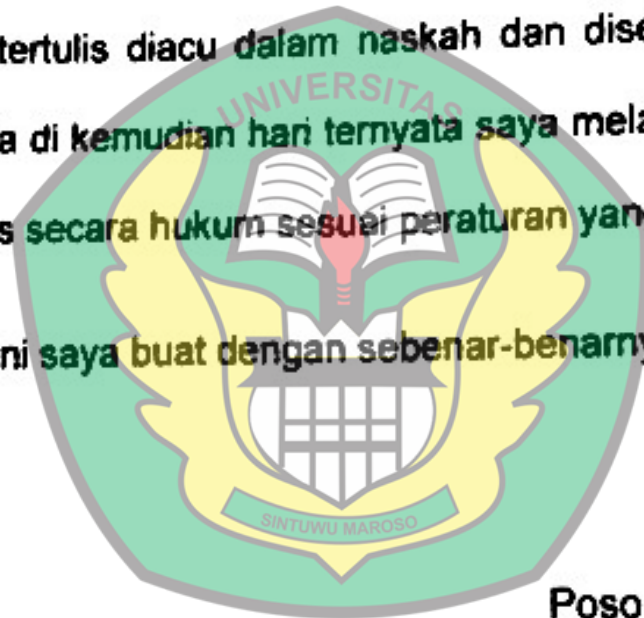 tertulis diacu dalam naskah dan dise
UNIVERSITAS
a di kemudian hari ternyata saya mela
s secara hukum sesuai peraturan yan
ni saya buat dengan sebenar-benarny
SINTUWU MAROSO
Poso